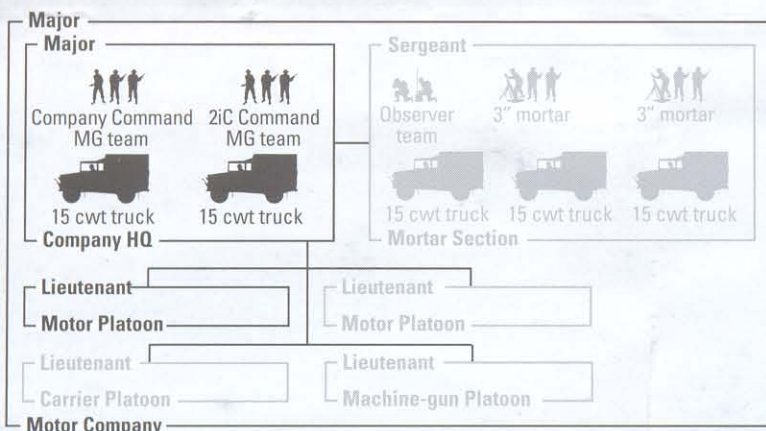 Major
Major
Company Command
MG team
2iC Command
MG team
15 cwt truck
15 cwt truck
Company HQ
Sergeant
Observer
team
3" mortar
3" mortar
15 cwt truck
15 cwt truck
15 cwt truck
Mortar Section
Lieutenant
Motor Platoon
Lieutenant
Motor Platoon
Lieutenant
Carrier Platoon
Lieutenant
Machine-gun Platoon
Motor Company